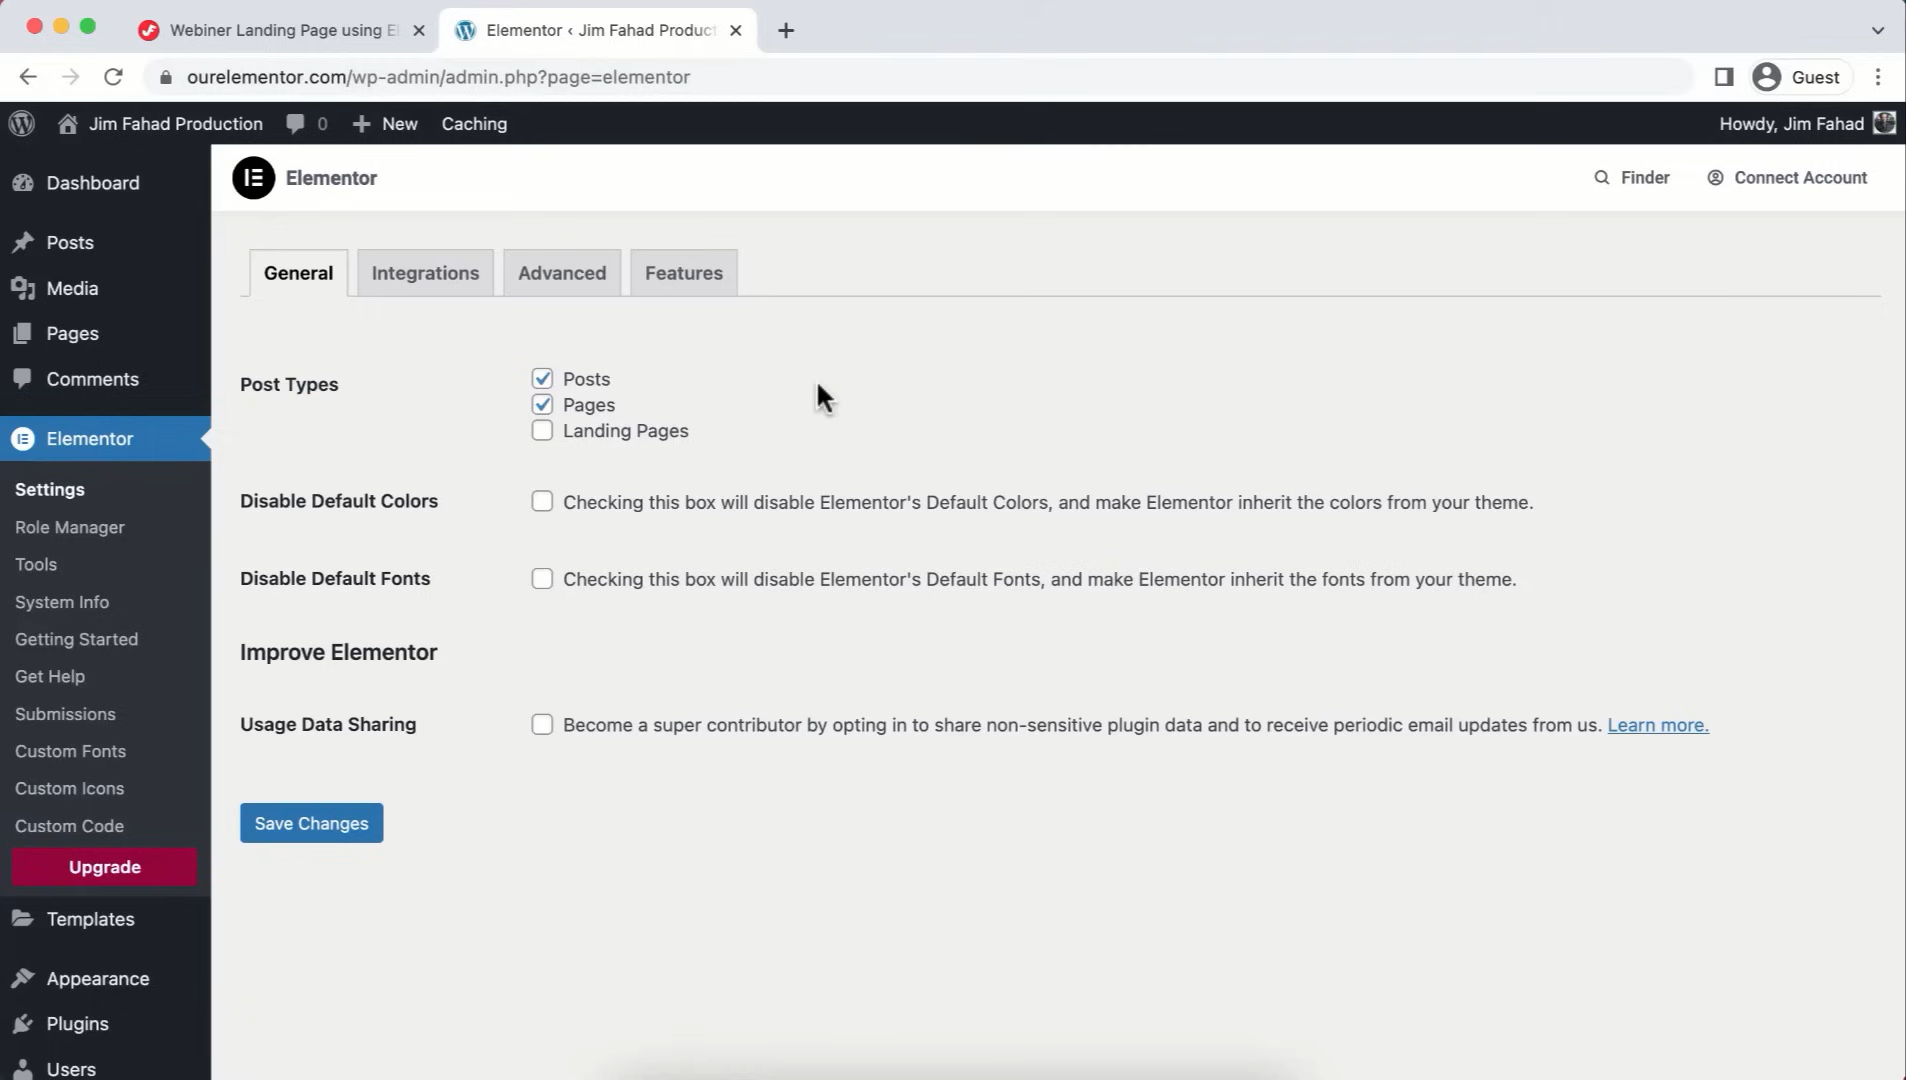 Webiner Landing Page using El
Elementor ‹ Jim Fahad Product
ourelementor.com/wp-admin/admin.php?page=elementor
Guest
Jim Fahad Production
0
New
Caching
Howdy, Jim Fahad
Dashboard
Posts
Media
Pages
Comments
Elementor
Settings
Role Manager
Tools
System Info
Getting Started
Get Help
Submissions
Custom Fonts
Custom Icons
Custom Code
Upgrade
Templates
Appearance
Plugins
Users
Elementor
Finder
Connect Account
General
Integrations
Advanced
Features
Post Types
Posts
Pages
Landing Pages
Disable Default Colors
Checking this box will disable Elementor's Default Colors, and make Elementor inherit the colors from your theme.
Disable Default Fonts
Checking this box will disable Elementor's Default Fonts, and make Elementor inherit the fonts from your theme.
Improve Elementor
Usage Data Sharing
Become a super contributor by opting in to share non-sensitive plugin data and to receive periodic email updates from us. Learn more.
Save Changes